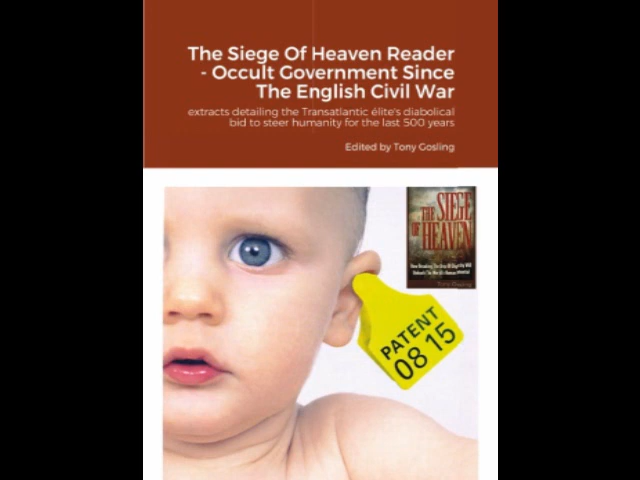 The Siege Of Heaven Reader
- Occult Government Since
The English Civil War
extracts detailing the Transatlantic élite's diabolical
bid to steer humanity for the last 500 years
Edited by Tony Gosling
THE SIEGE
OF HEAVEN
Tony Gosling
PATENT
08 15